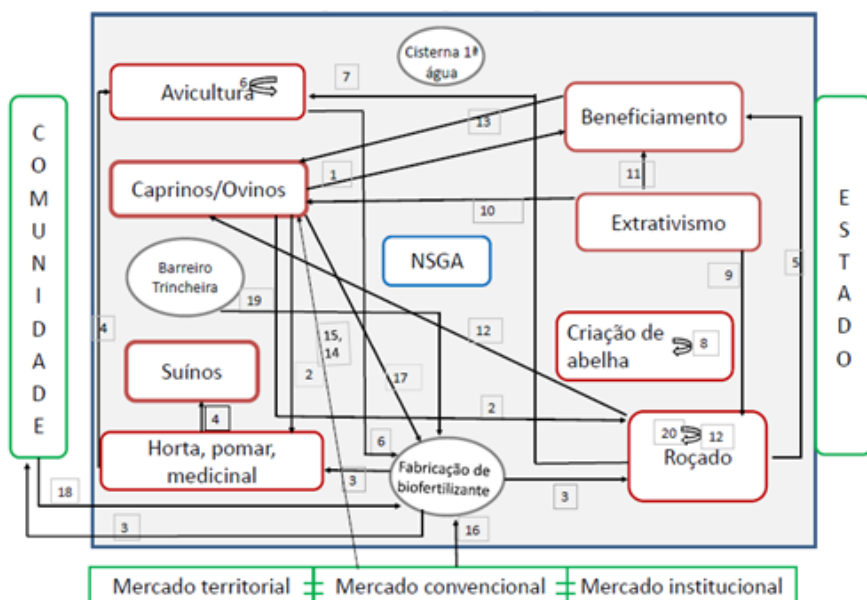 Cisterna 1ª
água
6
7
Avicultura
13
Beneficiamento
C
O
M
U
N
I
D
A
D
E
E
S
T
A
D
O
1
11
Caprinos/Ovinos
10
Extrativismo
NSGA
Barreiro
Trincheira
9
5
19
4
15,
14
12
Criação de
abelha
8
Suínos
2
17
2
4
20
12
Horta, pomar,
medicinal
6
Fabricação de
biofertilizante
Roçado
3
3
18
3
16
Mercado territorial
Mercado convencional
Mercado institucional